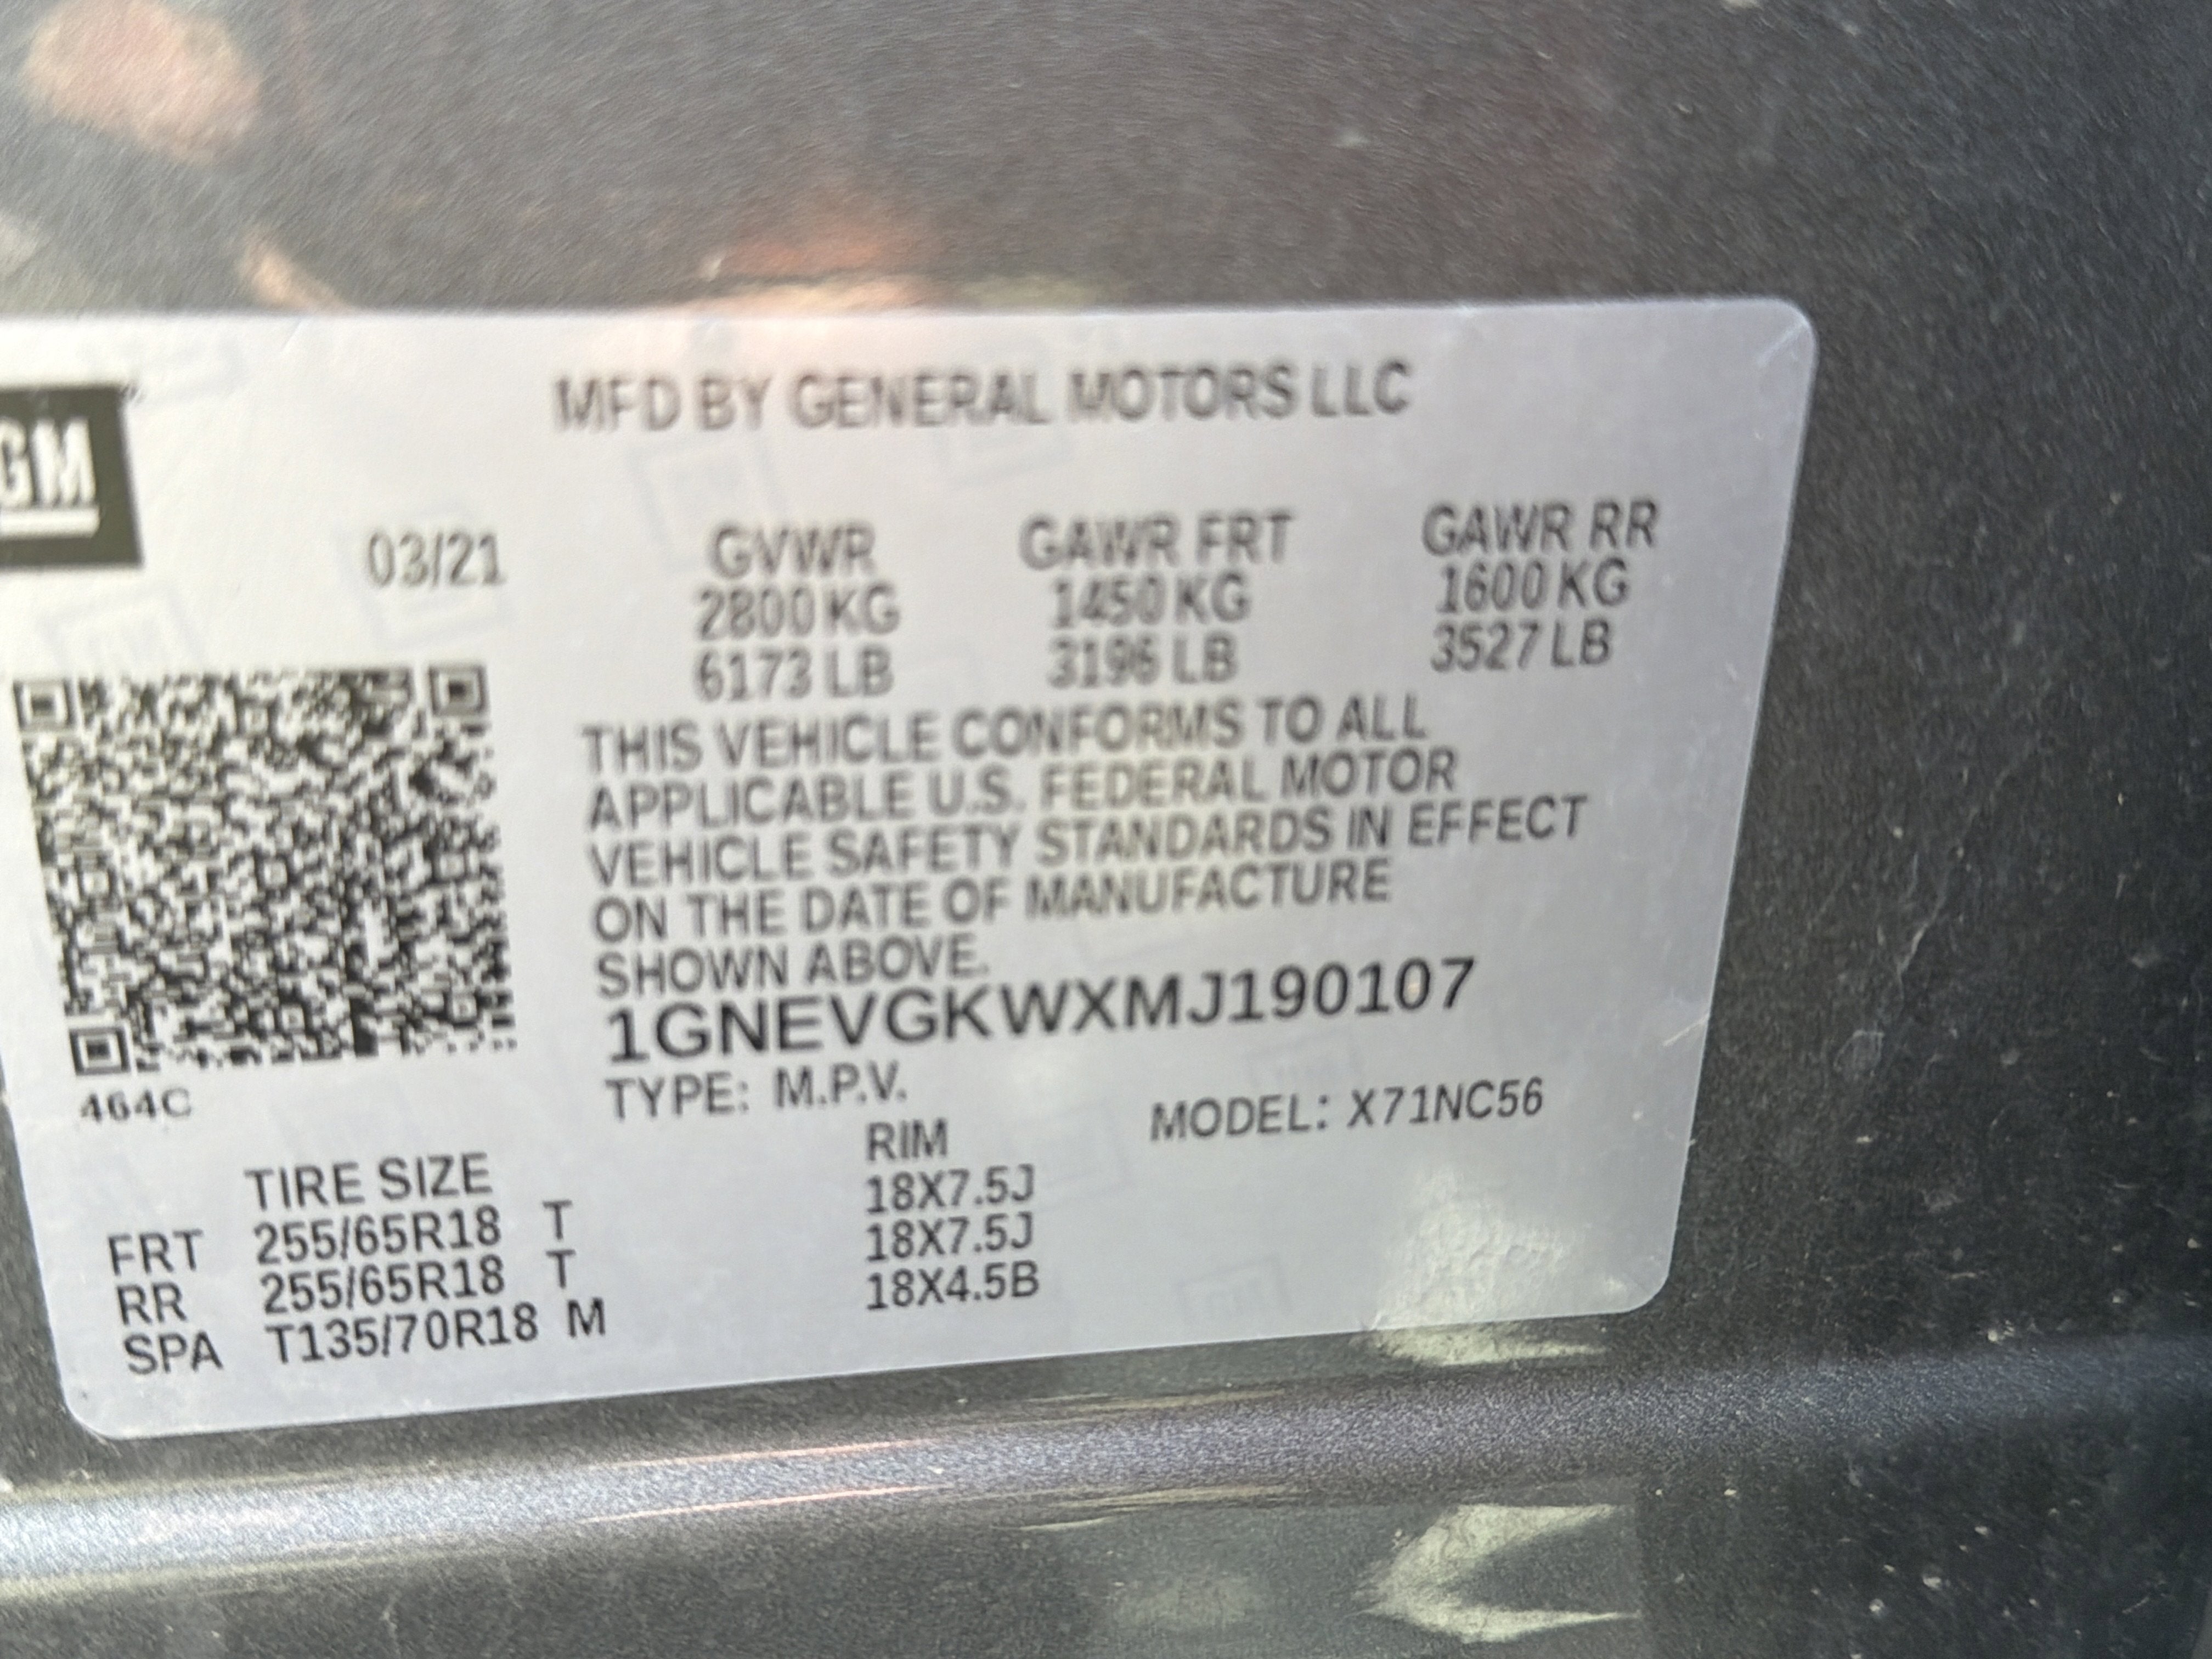 MFD BY GENERAL MOTORS LLC
GM
03/21 GVWR GAWR FRT GAWR RR
2800 KG 1450 KG 1600 KG
6173 LB 3196 LB 3527 LB
THIS VEHICLE CONFORMS TO ALL
APPLICABLE U.S. FEDERAL MOTOR
VEHICLE SAFETY STANDARDS IN EFFECT
ON THE DATE OF MANUFACTURE
SHOWN ABOVE.
1GNEVGKWXMJ190107
464C
TYPE: M.P.V. MODEL: X71NC56
TIRE SIZE RIM
FRT 255/65R18 T 18X7.5J
RR 255/65R18 T 18X7.5J
SPA T135/70R18 M 18X4.5B